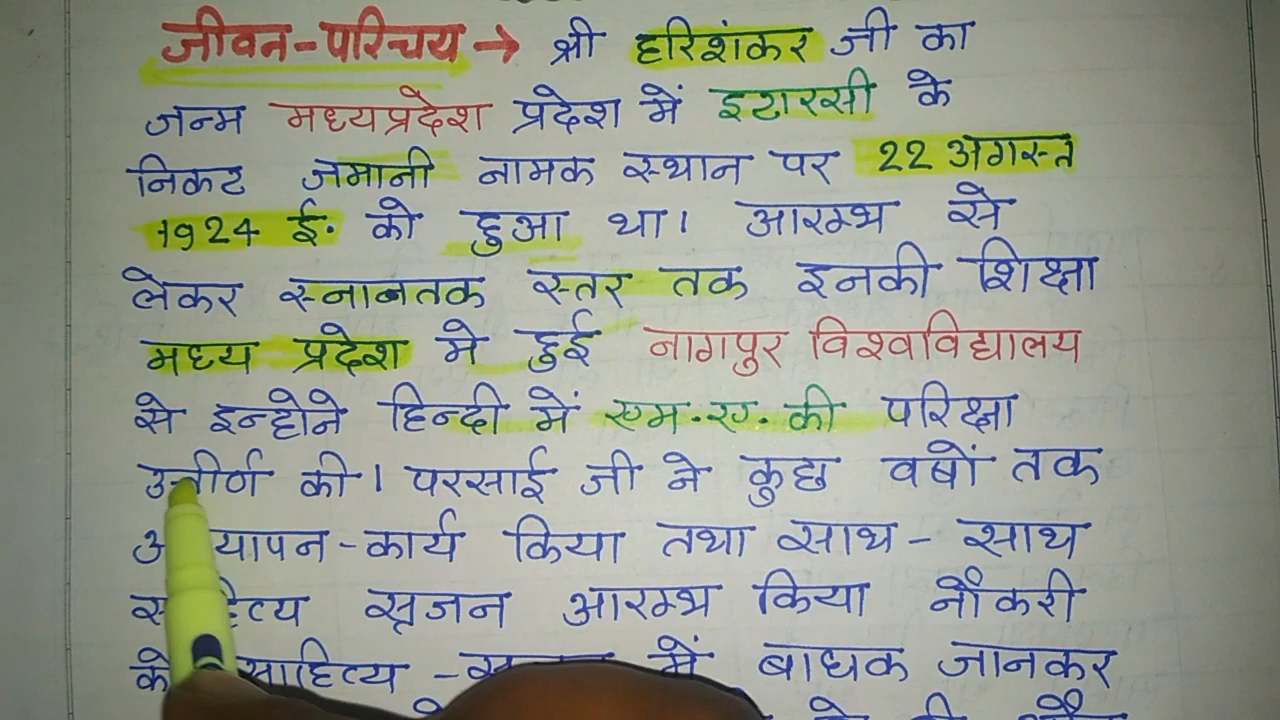 जीवन-परिचय → श्री हरिशंकर जी का
जन्म मध्यप्रदेश प्रदेश में इटारसी के
निकट जमानी नामक स्थान पर 22 अगस्त
1924 ई. को हुआ था। आरम्भ से
लेकर स्नानतक स्तर तक इनकी शिक्षा
मध्य प्रदेश मे हुई नागपुर विश्वविद्यालय
से इन्होने हिन्दी में एम.ए. की परिक्षा
उत्तीर्ण की। परसाई जी ने कुछ वषों तक
यापन-कार्य किया तथा साथ-साथ
सृजन आरम्भ किया नौकरी
के साहित्य - में बाधक जानकर